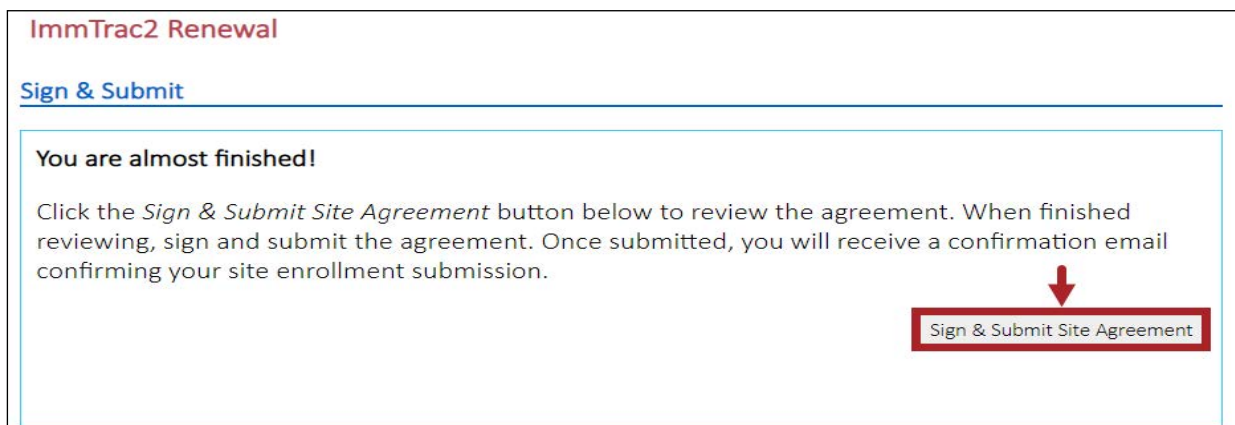 ImmTrac2 Renewal
Sign & Submit
You are almost finished!
Click the Sign & Submit Site Agreement button below to review the agreement. When finished
reviewing, sign and submit the agreement. Once submitted, you will receive a confirmation email
confirming your site enrollment submission.
Sign & Submit Site Agreement